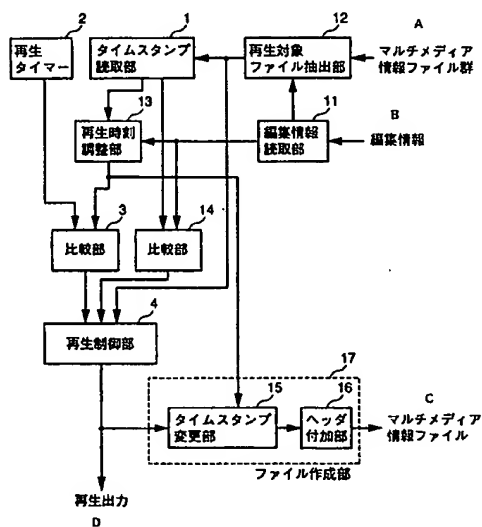 2
再生
タイマー
1
タイムスタンプ
読取部
12
再生対象
ファイル抽出部
A
マルチメディア
情報ファイル群
13
再生時刻
調整部
11
編集情報
読取部
B
編集情報
3
比較部
14
比較部
4
再生制御部
17
15
タイムスタンプ
変更部
16
ヘッダ
付加部
C
マルチメディア
情報ファイル
ファイル作成部
再生出力
D